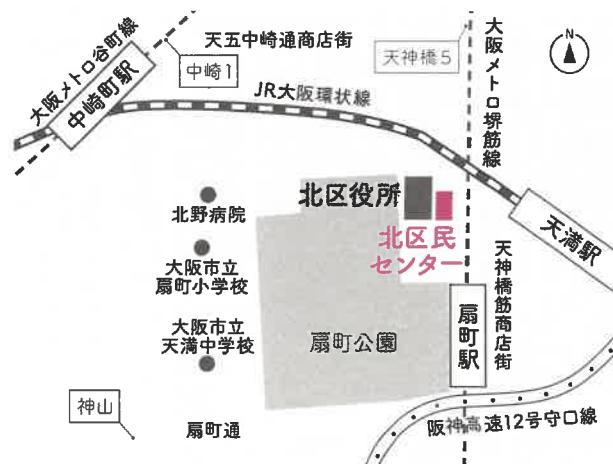 天五中崎通商店街
中崎1
天神橋5
大阪メトロ谷町線
中崎町駅
大阪メトロ堺筋線
JR大阪環状線
北区役所
北区民
センター
天満駅
北野病院
大阪市立
扇町小学校
天神橋筋商店街
扇町駅
大阪市立
天満中学校
扇町公園
神山
扇町通
阪神高速12号守口線
N